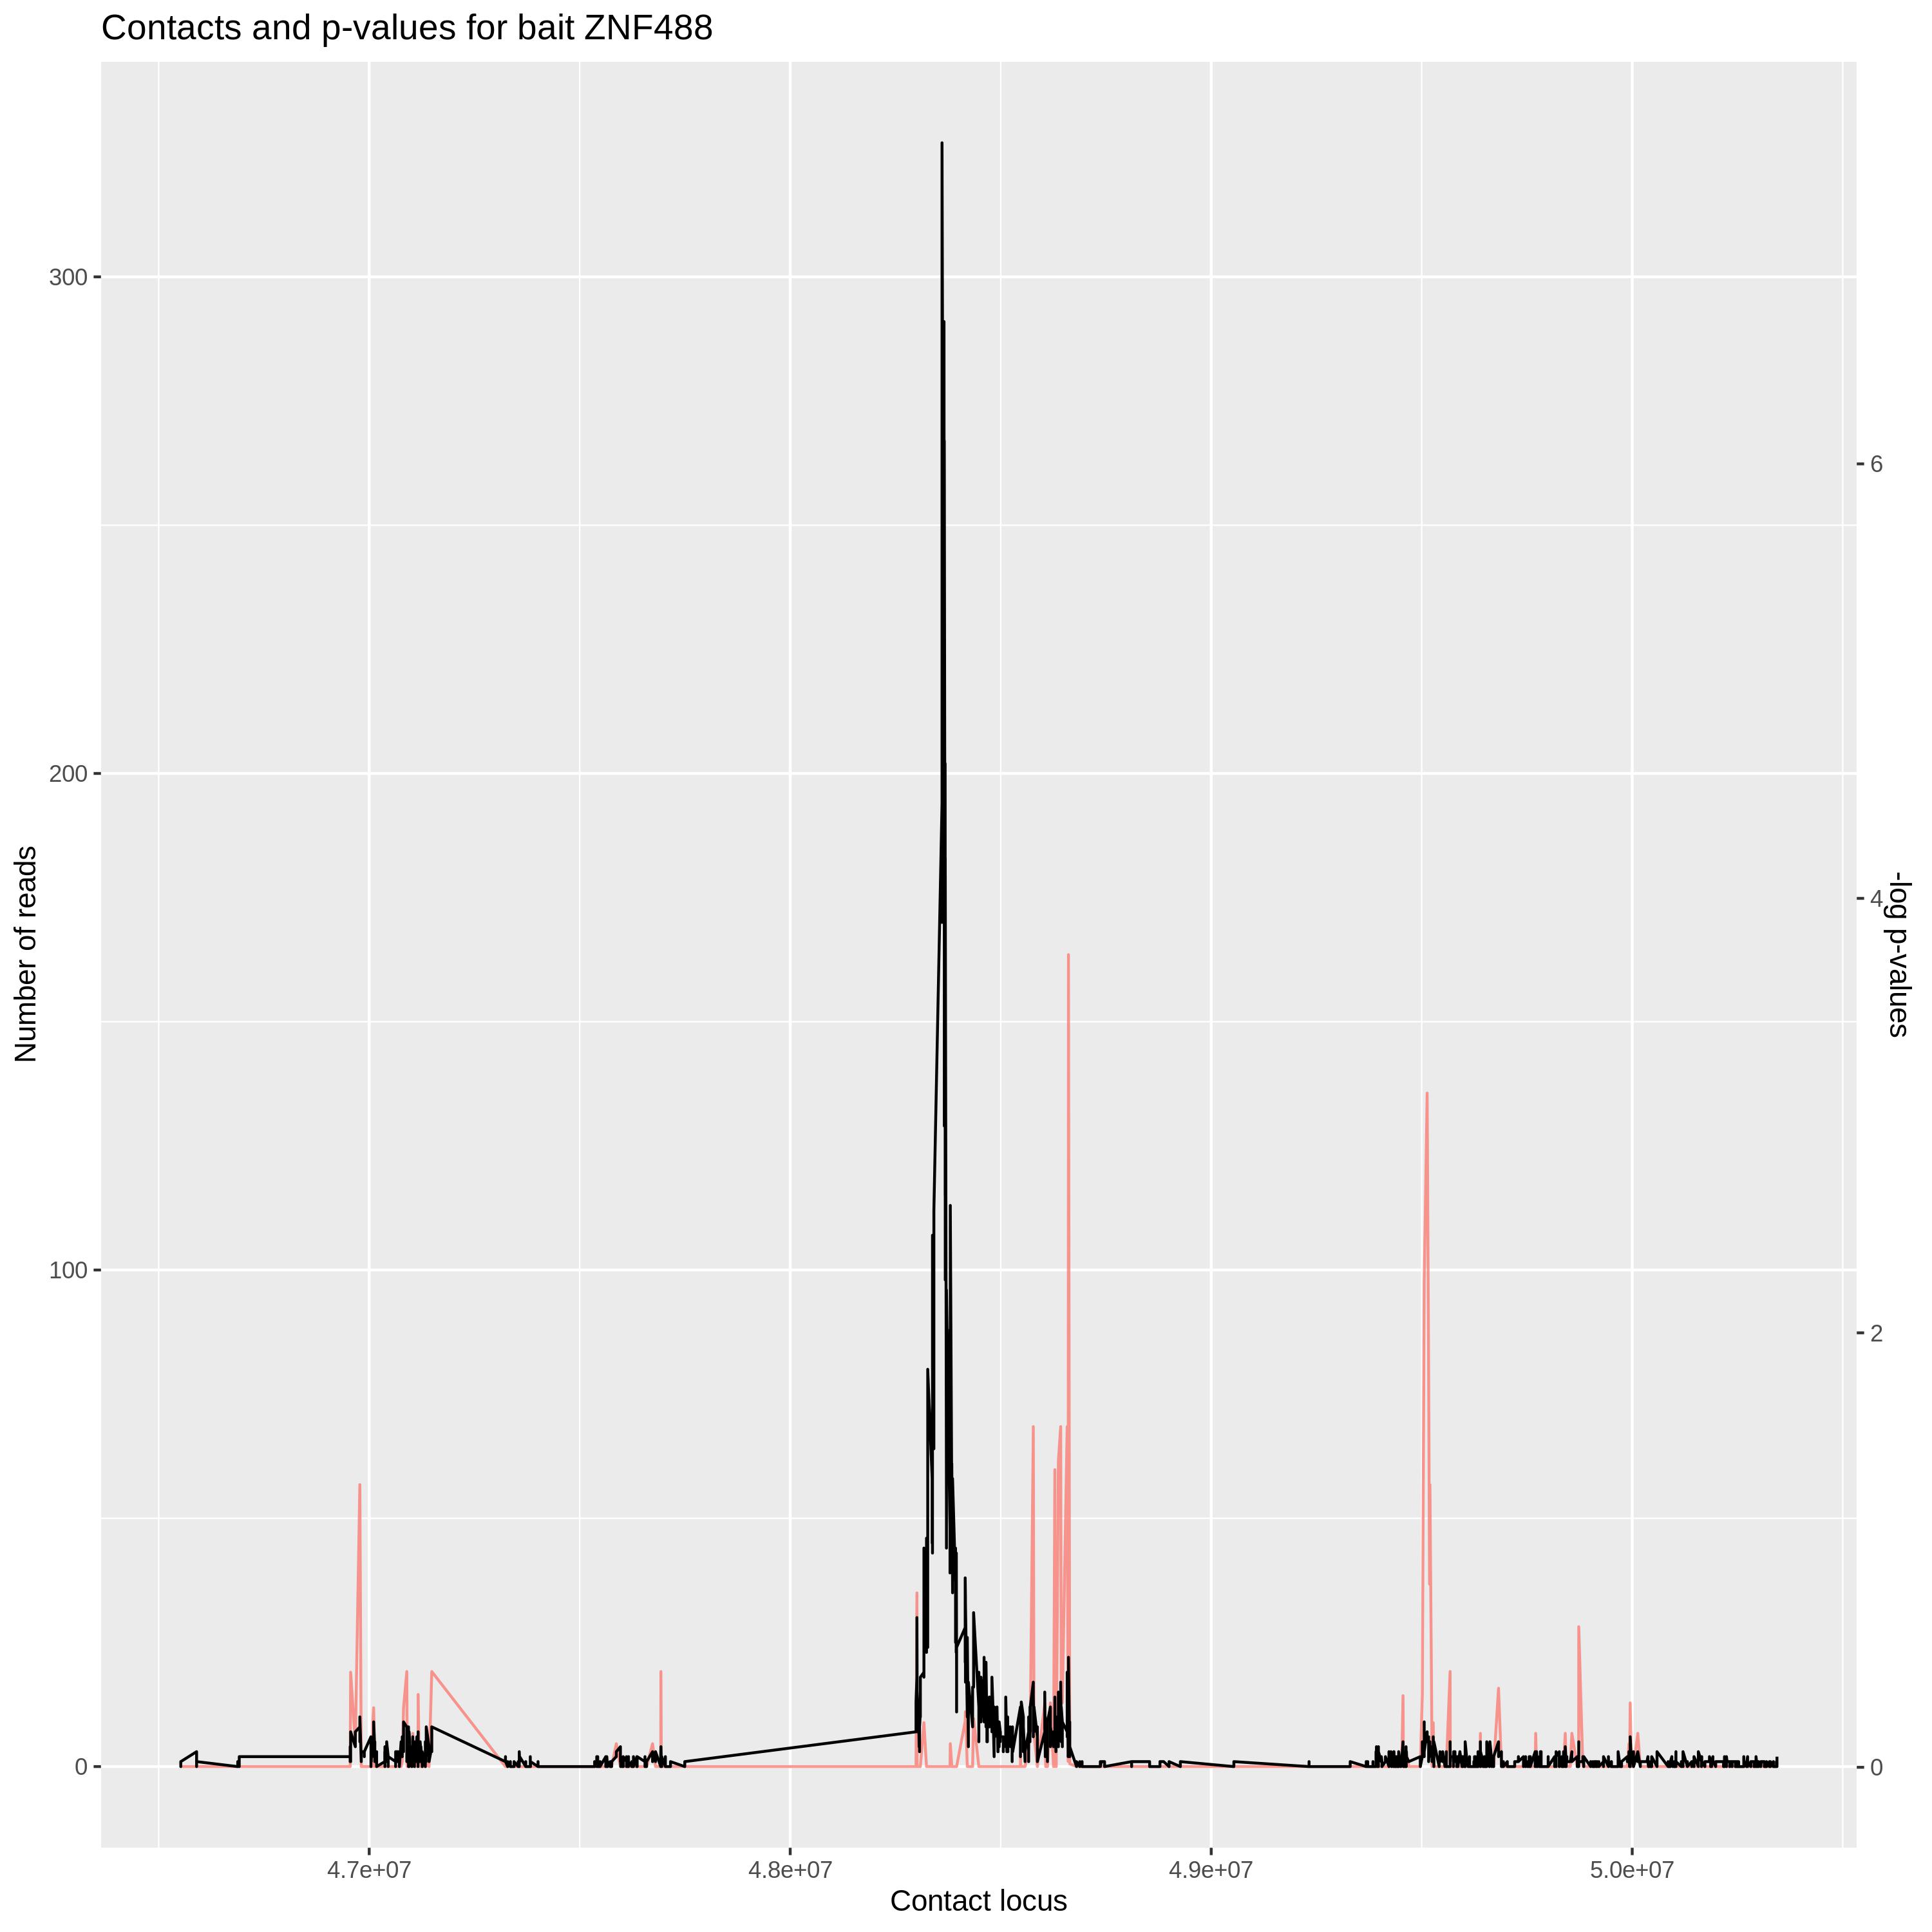 Contacts and p-values for bait ZNF488
300
200
100
0
Number of reads
6
4
2
0
-log p-values
4.7e+07
4.8e+07
4.9e+07
5.0e+07
Contact locus